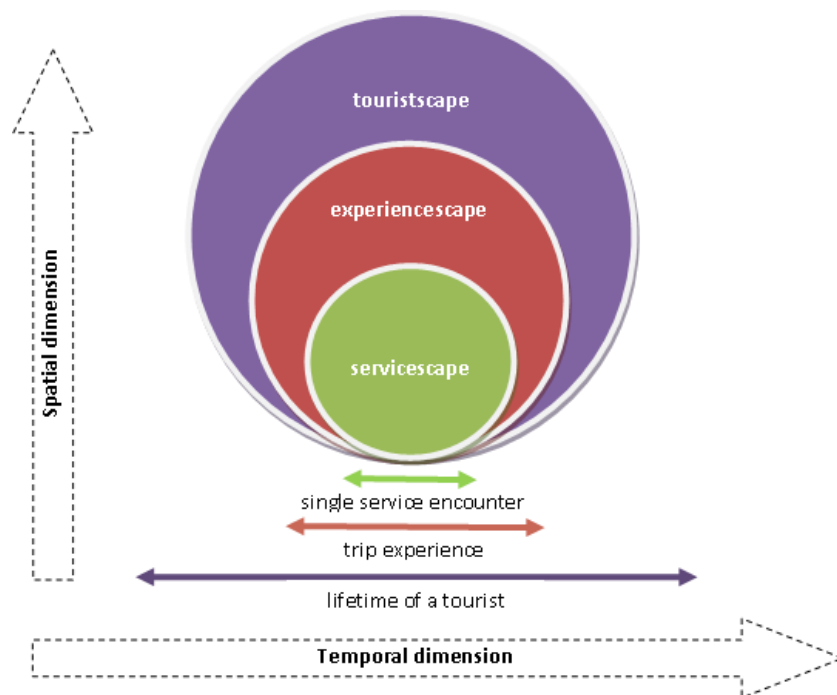 touristscape
experiencescape
servicescape
Spatial dimension
single service encounter
trip experience
lifetime of a tourist
Temporal dimension